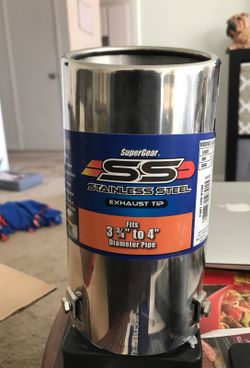 SuperGear
SS
STAINLESS STEEL
EXHAUST TIP
Fits
3 ¾" to 4"
Diameter Pipe